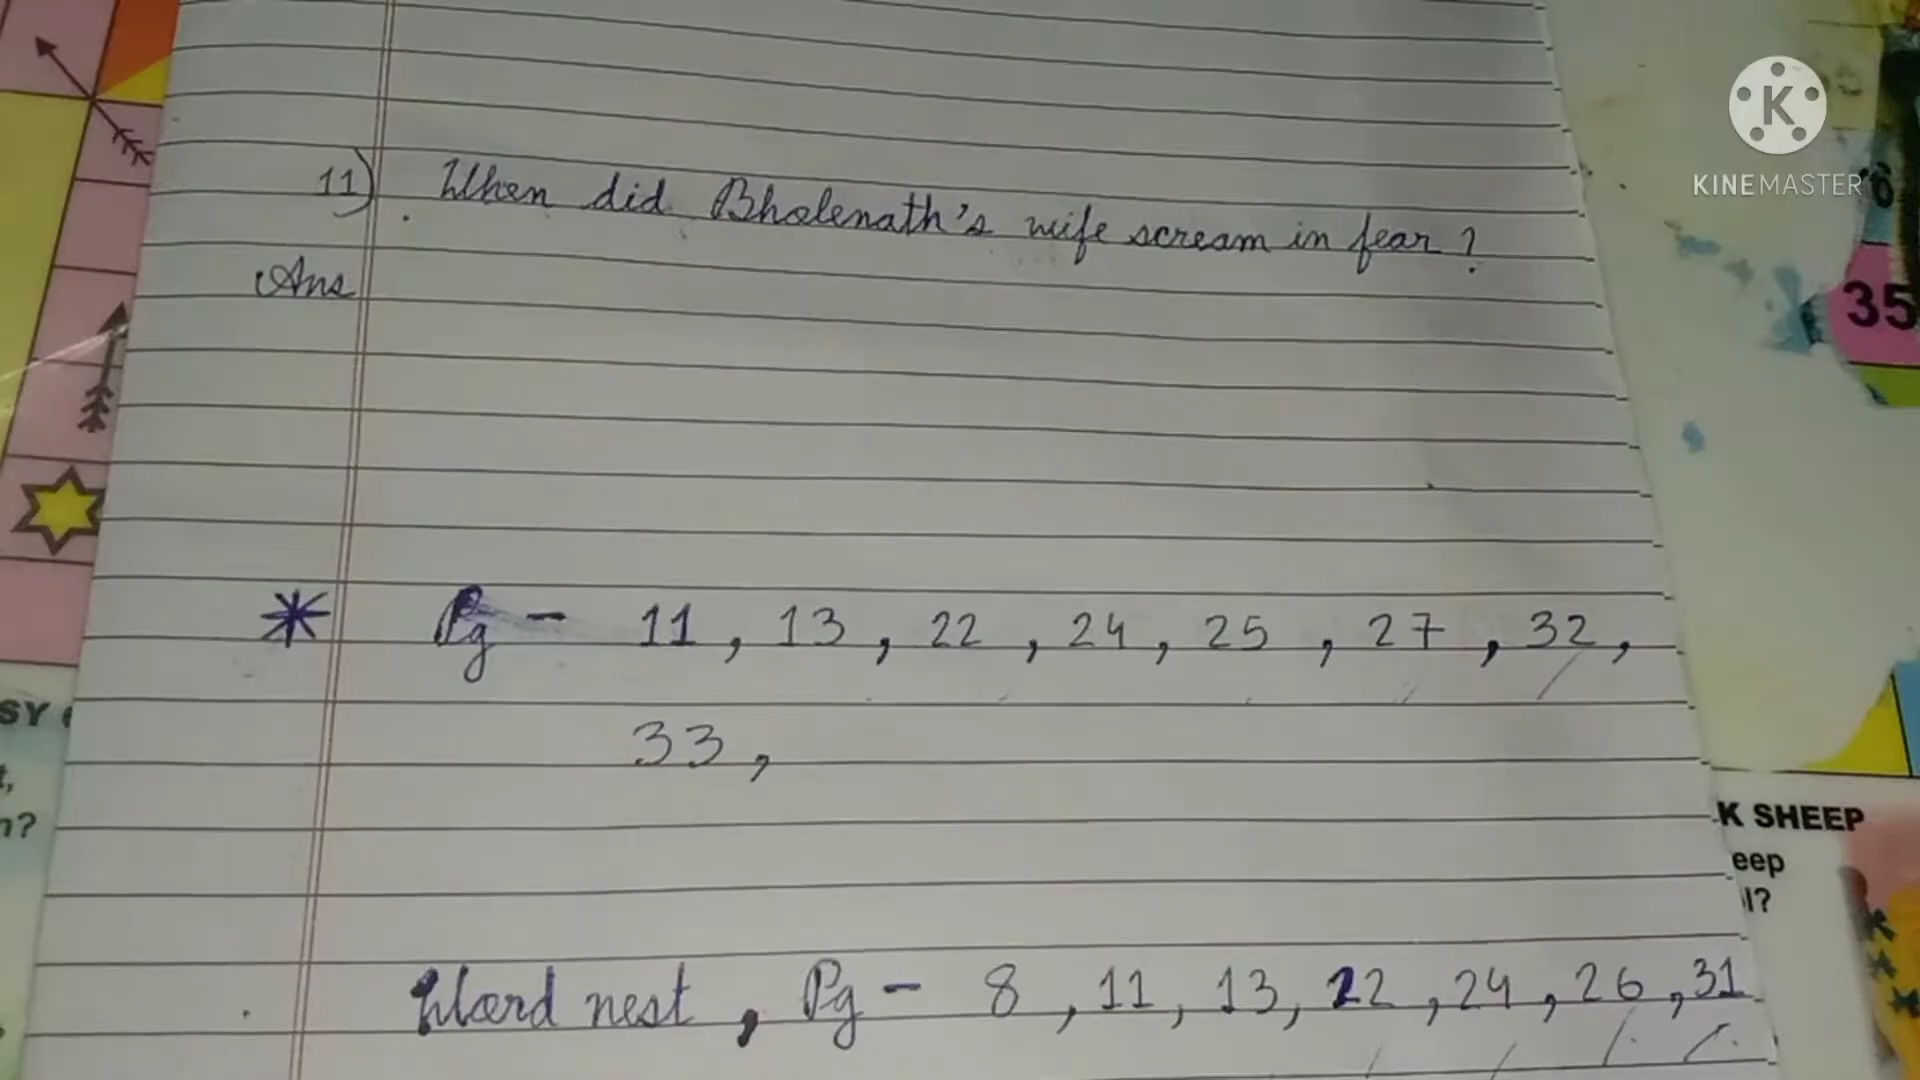 KINEMASTER
11) When did Bholenath's wife scream in fear?
Ans
35
* Pg - 11, 13, 22, 24, 25, 27, 32,
33,
K SHEEP
eep
Word nest, Pg - 8, 11, 13, 22, 24, 26, 31